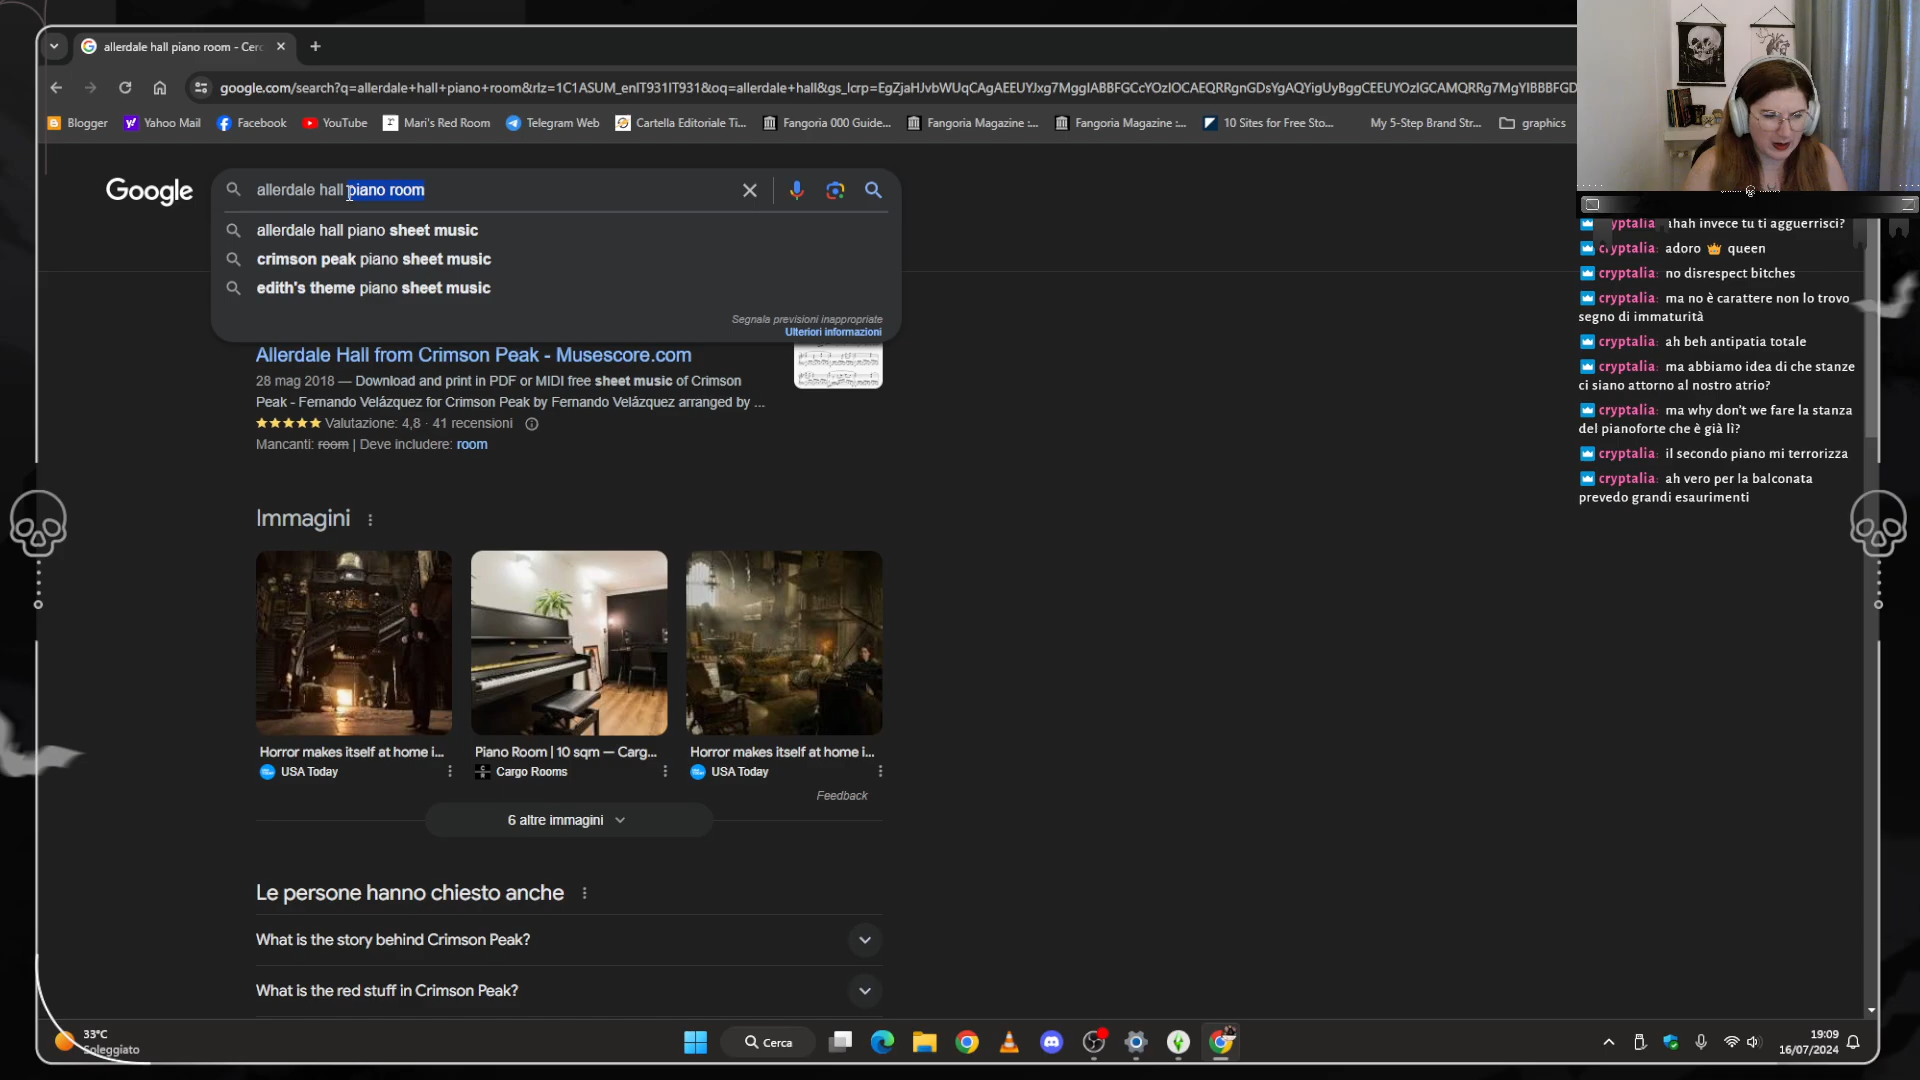 allerdale hall piano room - Cerc
google.com/search?q=allerdale+hall+piano+room&rlz=1C1ASUM_enIT931IT931&oq=allerdale+hall&gs_lcrp=EgZjaHJvbWUqCAgAEEUYJxg7MggIABBFGCcYOzIOCAEQRRgnGDsYgAQYigUyBggCEEUYOzIGCAMQRRg7MgYIBBBFGD
Blogger
Yahoo Mail
Facebook
YouTube
Mari's Red Room
Telegram Web
Cartella Editoriale Ti...
Fangoria 000 Guide...
Fangoria Magazine :...
Fangoria Magazine :...
10 Sites for Free Sto...
My 5-Step Brand Str...
graphics
Google
allerdale hall piano room
allerdale hall piano sheet music
crimson peak piano sheet music
edith's theme piano sheet music
Segnala previsioni inappropriate
Ulteriori informazioni
Allerdale Hall from Crimson Peak - Musescore.com
28 mag 2018 — Download and print in PDF or MIDI free sheet music of Crimson
Peak - Fernando Velázquez for Crimson Peak by Fernando Velázquez arranged by ...
Valutazione: 4,8 · 41 recensioni
Mancanti: room | Deve includere: room
Immagini
Horror makes itself at home i...
USA Today
Piano Room | 10 sqm — Carg...
Cargo Rooms
Horror makes itself at home i...
USA Today
Feedback
6 altre immagini
Le persone hanno chiesto anche
What is the story behind Crimson Peak?
What is the red stuff in Crimson Peak?
yptalia: ahah invece tu ti agguerrisci?
cryptalia: adoro 👑 queen
cryptalia: no disrespect bitches
cryptalia: ma no è carattere non lo trovo
segno di immaturità
cryptalia: ah beh antipatia totale
cryptalia: ma abbiamo idea di che stanze
ci siano attorno al nostro atrio?
cryptalia: ma why don't we fare la stanza
del pianoforte che è già lì?
cryptalia: il secondo piano mi terrorizza
cryptalia: ah vero per la balconata
prevedo grandi esaurimenti
33°C
Soleggiato
Cerca
19:09
16/07/2024